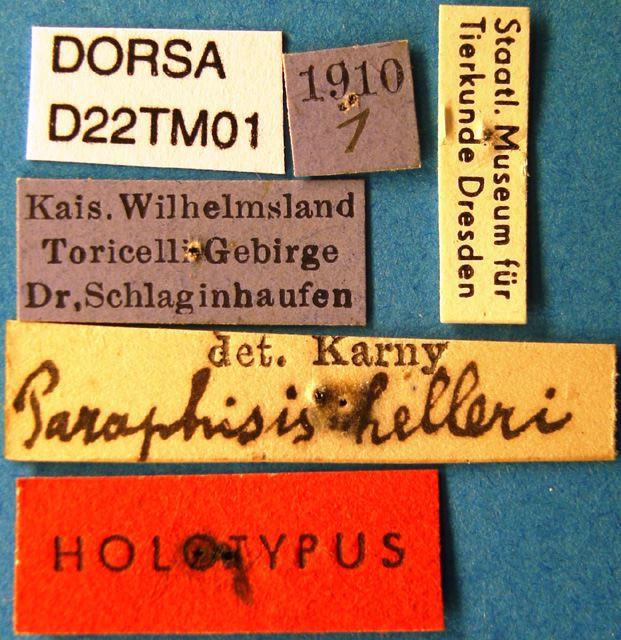 DORSA
D22TM01
1910
1
Staatl. Museum für
Tierkunde Dresden
Kais. Wilhelmsland
Toricelli-Gebirge
Dr. Schlaginhaufen
det. Karny
Paraphisis helleri
HOLOTYPUS